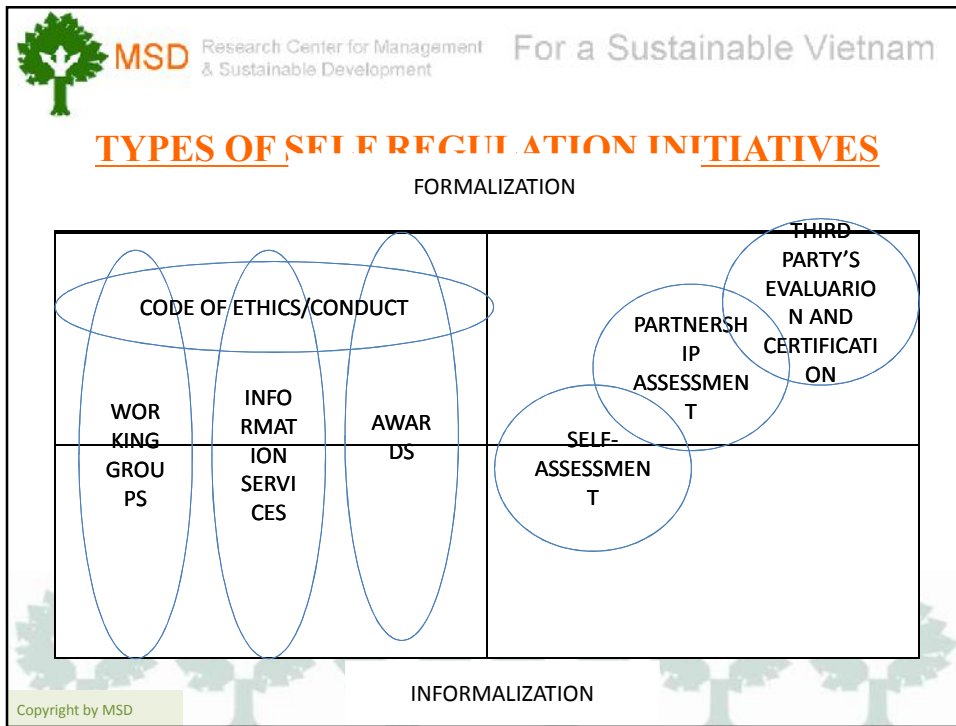 MSD
Research Center for Management
& Sustainable Development
For a Sustainable Vietnam
TYPES OF SELF REGULATION INITIATIVES
FORMALIZATION
CODE OF ETHICS/CONDUCT
WOR
KING
GROU
PS
INFO
RMAT
ION
SERVI
CES
AWAR
DS
SELF-
ASSESSMEN
T
PARTNERSH
IP
ASSESSMEN
T
THIRD
PARTY’S
EVALUARIO
N AND
CERTIFICATI
ON
INFORMALIZATION
Copyright by MSD